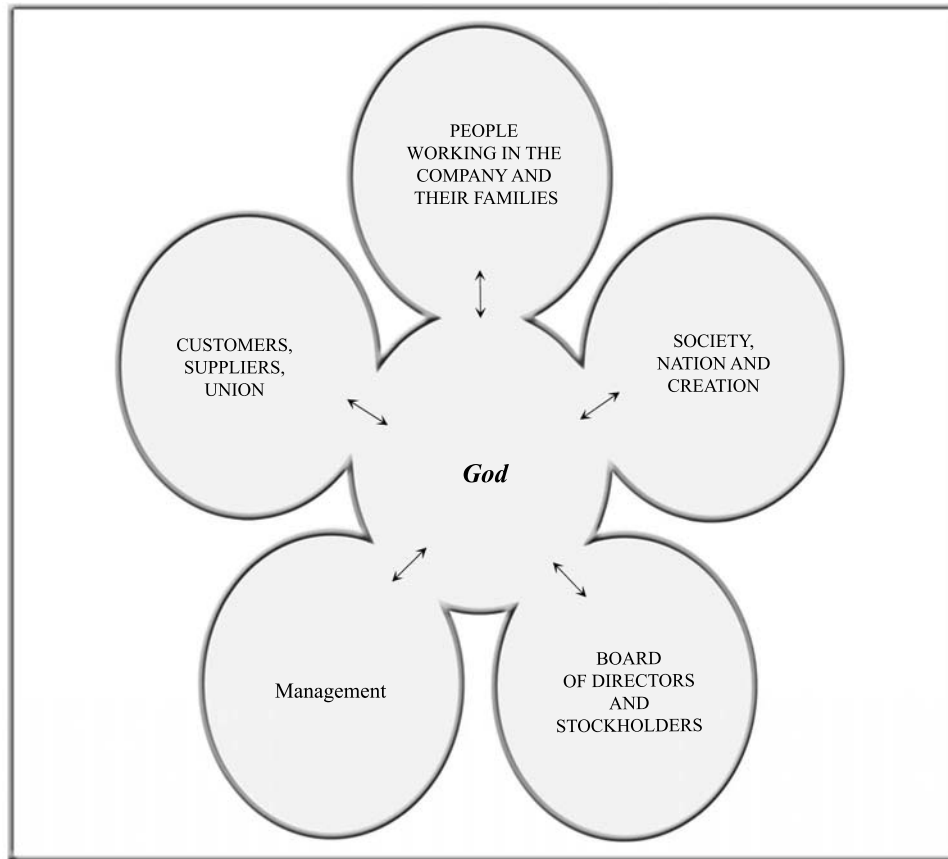 PEOPLE
WORKING IN THE
COMPANY AND
THEIR FAMILIES
CUSTOMERS,
SUPPLIERS,
UNION
SOCIETY,
NATION AND
CREATION
God
Management
BOARD
OF DIRECTORS
AND
STOCKHOLDERS